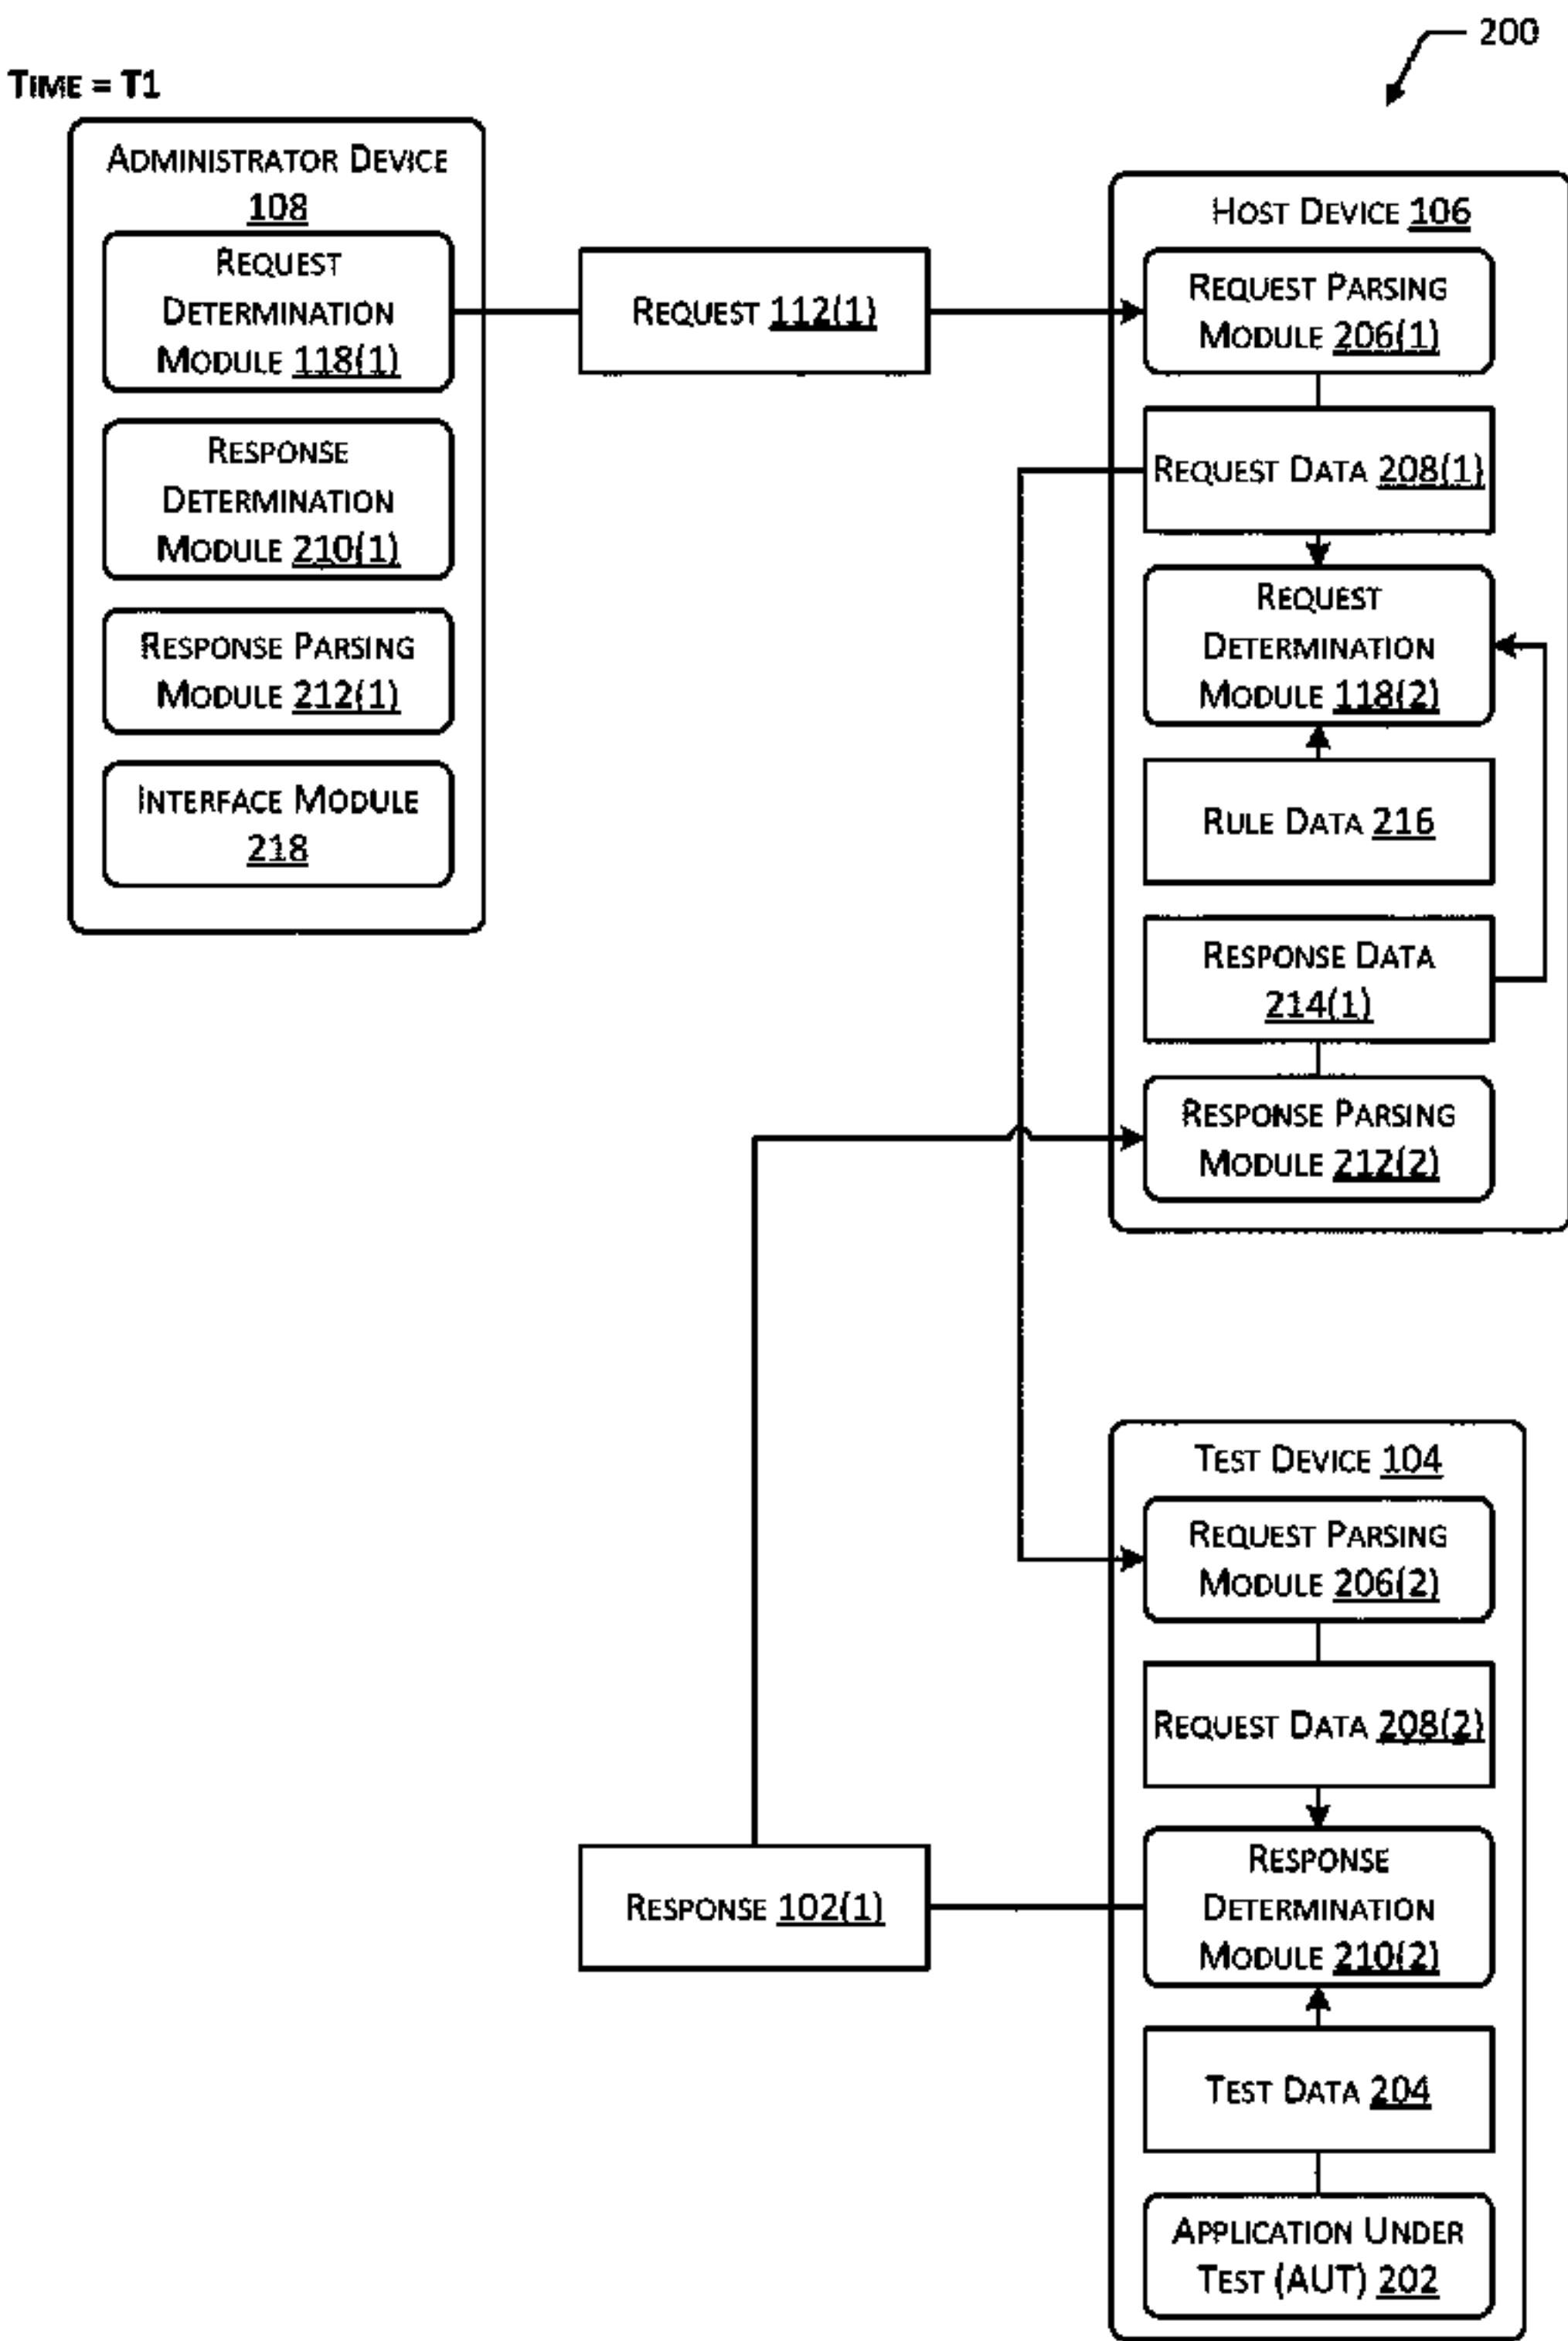 200
TIME = T1
ADMINISTRATOR DEVICE
108
REQUEST
DETERMINATION
MODULE 118(1)
RESPONSE
DETERMINATION
MODULE 210(1)
RESPONSE PARSING
MODULE 212(1)
INTERFACE MODULE
218
REQUEST 112(1)
HOST DEVICE 106
REQUEST PARSING
MODULE 206(1)
REQUEST DATA 208(1)
REQUEST
DETERMINATION
MODULE 118(2)
RULE DATA 216
RESPONSE DATA
214(1)
RESPONSE PARSING
MODULE 212(2)
RESPONSE 102(1)
TEST DEVICE 104
REQUEST PARSING
MODULE 206(2)
REQUEST DATA 208(2)
RESPONSE
DETERMINATION
MODULE 210(2)
TEST DATA 204
APPLICATION UNDER
TEST (AUT) 202